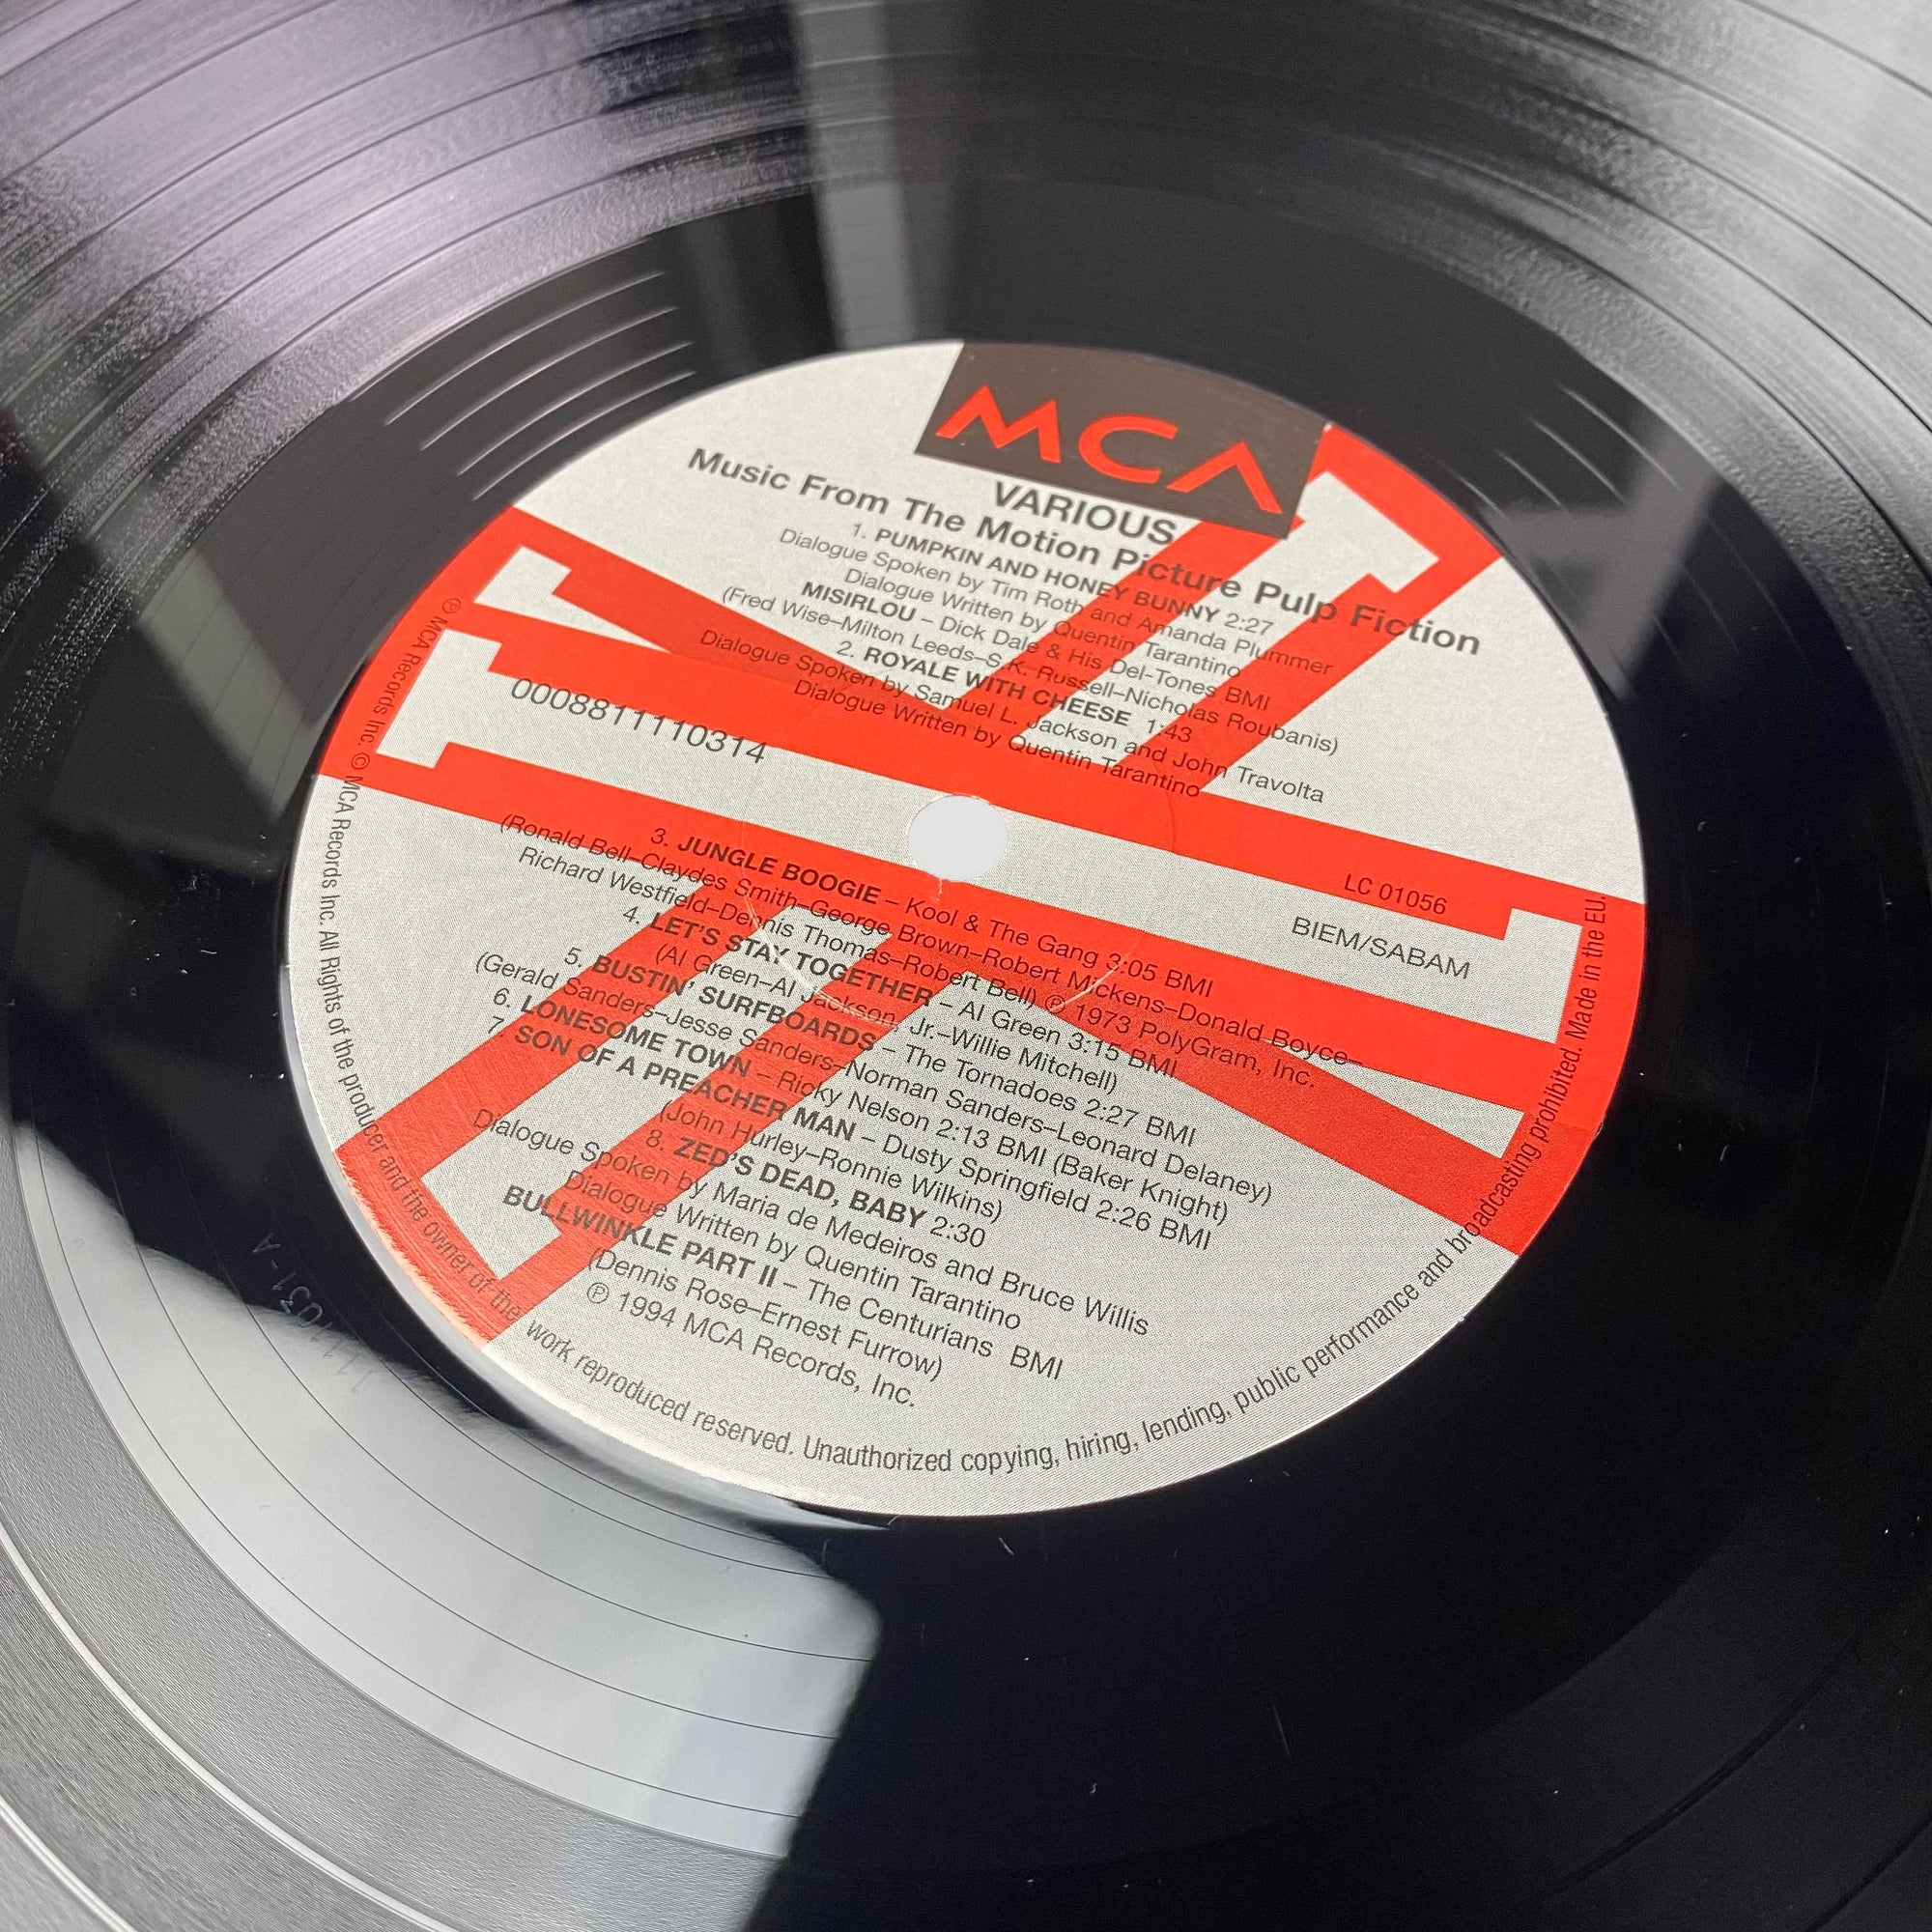 MCA
VARIOUS
Music From The Motion Picture Pulp Fiction
1. PUMPKIN AND HONEY BUNNY 2:27
Dialogue Spoken by Tim Roth and Amanda Plummer
Dialogue Written by Quentin Tarantino
MISIRLOU – Dick Dale & His Del-Tones BMI
(Fred Wise–Milton Leeds–S.K. Russell–Nicholas Roubanis)
2. ROYALE WITH CHEESE 1:43
Dialogue Spoken by Samuel L. Jackson and John Travolta
Dialogue Written by Quentin Tarantino
000881110314
LC 01056
BIEM/SABAM
3. JUNGLE BOOGIE – Kool & The Gang 3:05 BMI
(Ronald Bell–Claydes Smith–George Brown–Robert Mickens–Donald Boyce–
Richard Westfield–Dennis Thomas–Robert Bell) ℗ 1973 PolyGram, Inc.
4. LET'S STAY TOGETHER – Al Green 3:15 BMI
(Al Green–Al Jackson, Jr.–Willie Mitchell)
5. BUSTIN' SURFBOARDS – The Tornadoes 2:27 BMI
(Gerald Sanders–Jesse Sanders–Norman Sanders–Leonard Delaney)
6. LONESOME TOWN – Ricky Nelson 2:13 BMI (Baker Knight)
7. SON OF A PREACHER MAN – Dusty Springfield 2:26 BMI
(John Hurley–Ronnie Wilkins)
8. ZED'S DEAD, BABY 2:30
Dialogue Spoken by Maria de Medeiros and Bruce Willis
Dialogue Written by Quentin Tarantino
BULLWINKLE PART II – The Centurians BMI
(Dennis Rose–Ernest Furrow)
℗ 1994 MCA Records, Inc.
℗ MCA Records Inc. © MCA Records Inc. All Rights of the producer and the owner of the work reproduced reserved. Unauthorized copying, hiring, lending, public performance and broadcasting prohibited. Made in the EU.